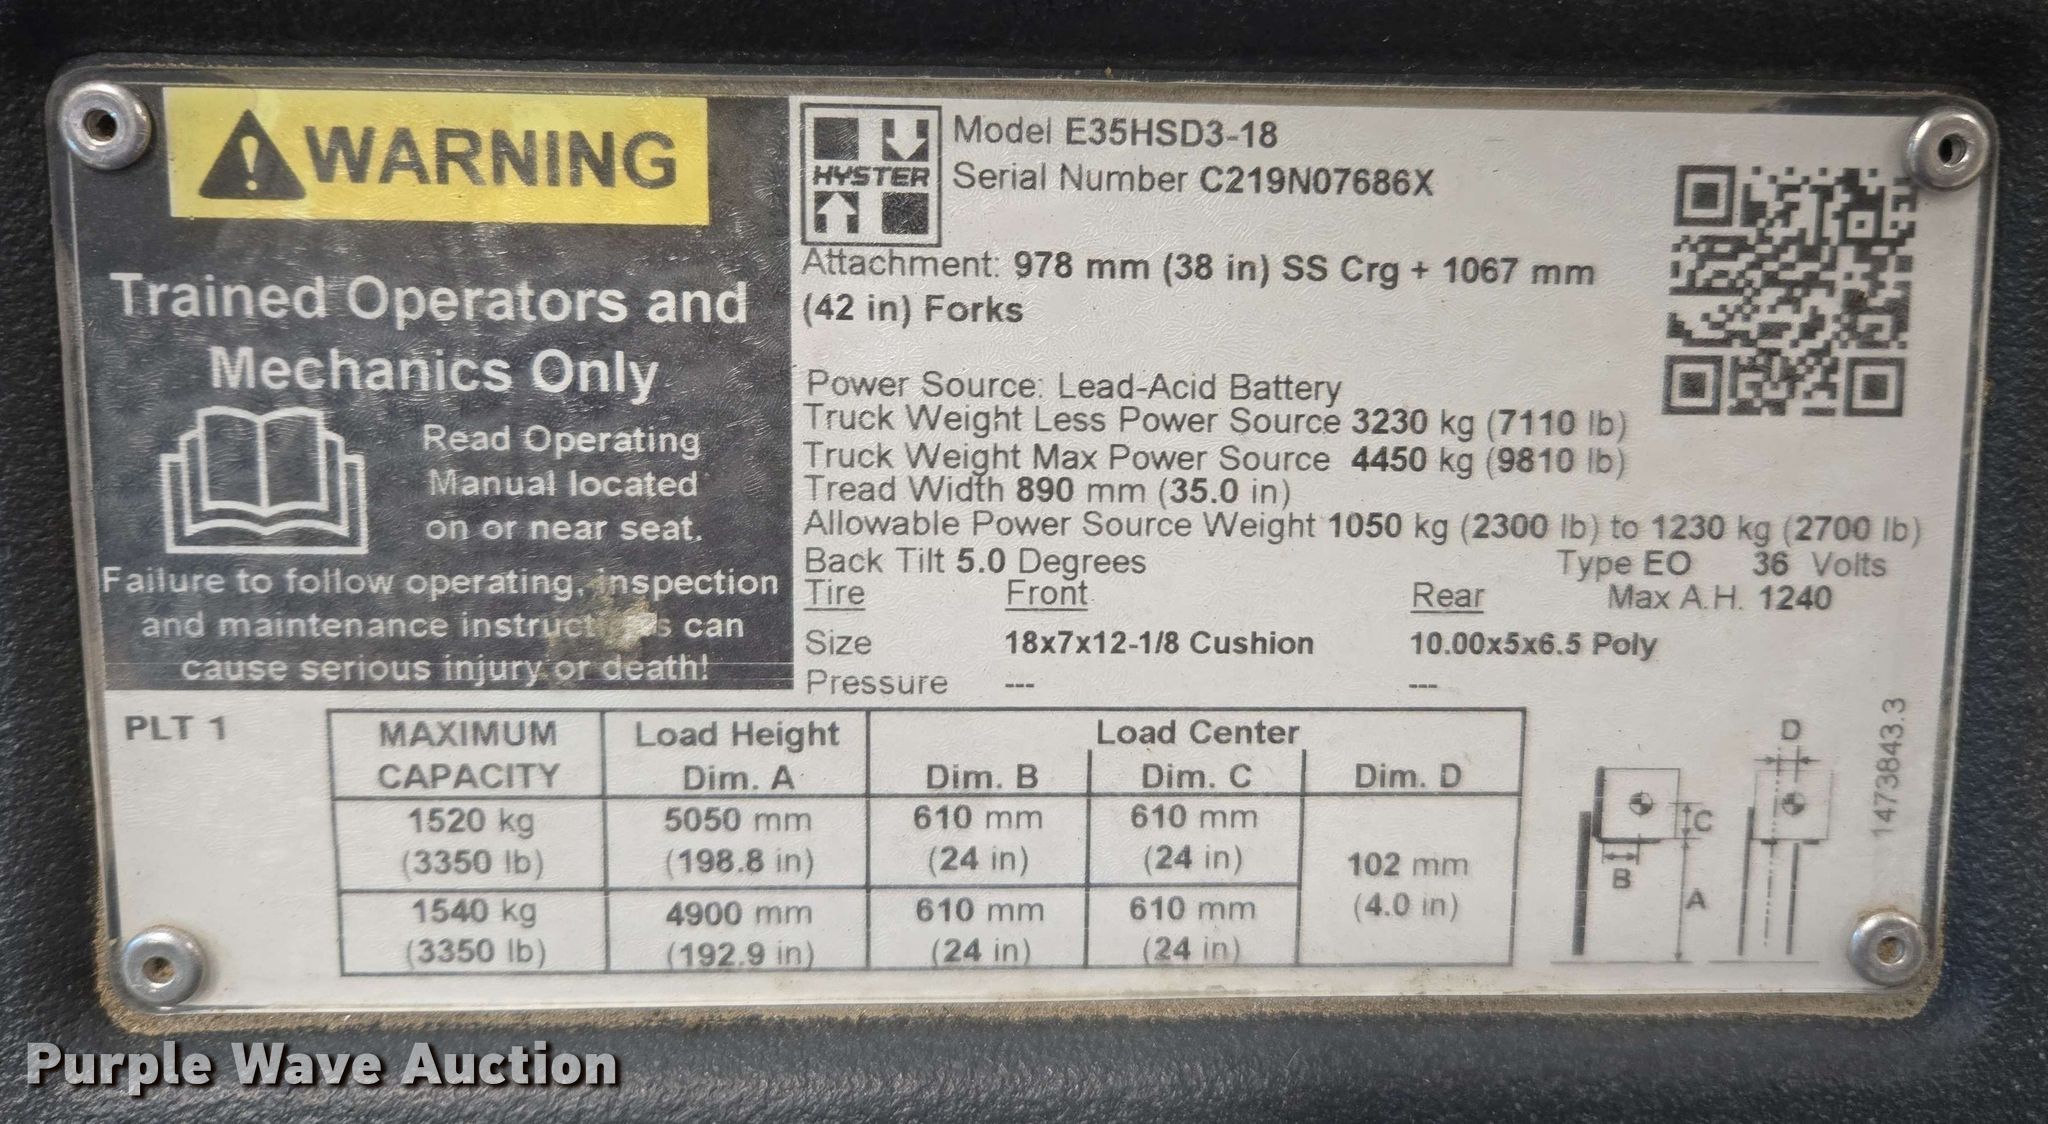 WARNING
Trained Operators and
Mechanics Only
Read Operating
Manual located
on or near seat.
Failure to follow operating, inspection
and maintenance instructions can
cause serious injury or death!
HYSTER
Model E35HSD3-18
Serial Number C219N07686X
Attachment: 978 mm (38 in) SS Crg + 1067 mm
(42 in) Forks
Power Source: Lead-Acid Battery
Truck Weight Less Power Source 3230 kg (7110 lb)
Truck Weight Max Power Source 4450 kg (9810 lb)
Tread Width 890 mm (35.0 in)
Allowable Power Source Weight 1050 kg (2300 lb) to 1230 kg (2700 lb)
Back Tilt 5.0 Degrees Type EO 36 Volts
Tire Front Rear Max A.H. 1240
Size 18x7x12-1/8 Cushion 10.00x5x6.5 Poly
Pressure --- ---
PLT 1
MAXIMUM Load Height Load Center
CAPACITY Dim. A Dim. B Dim. C Dim. D
1520 kg 5050 mm 610 mm 610 mm
(3350 lb) (198.8 in) (24 in) (24 in)
102 mm
(4.0 in)
1540 kg 4900 mm 610 mm 610 mm
(3350 lb) (192.9 in) (24 in) (24 in)
D
C
B
A
1473843.3
Purple Wave Auction